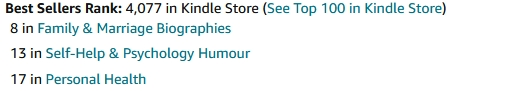 Best Sellers Rank: 4,077 in Kindle Store (See Top 100 in Kindle Store)
8 in Family & Marriage Biographies
13 in Self-Help & Psychology Humour
17 in Personal Health